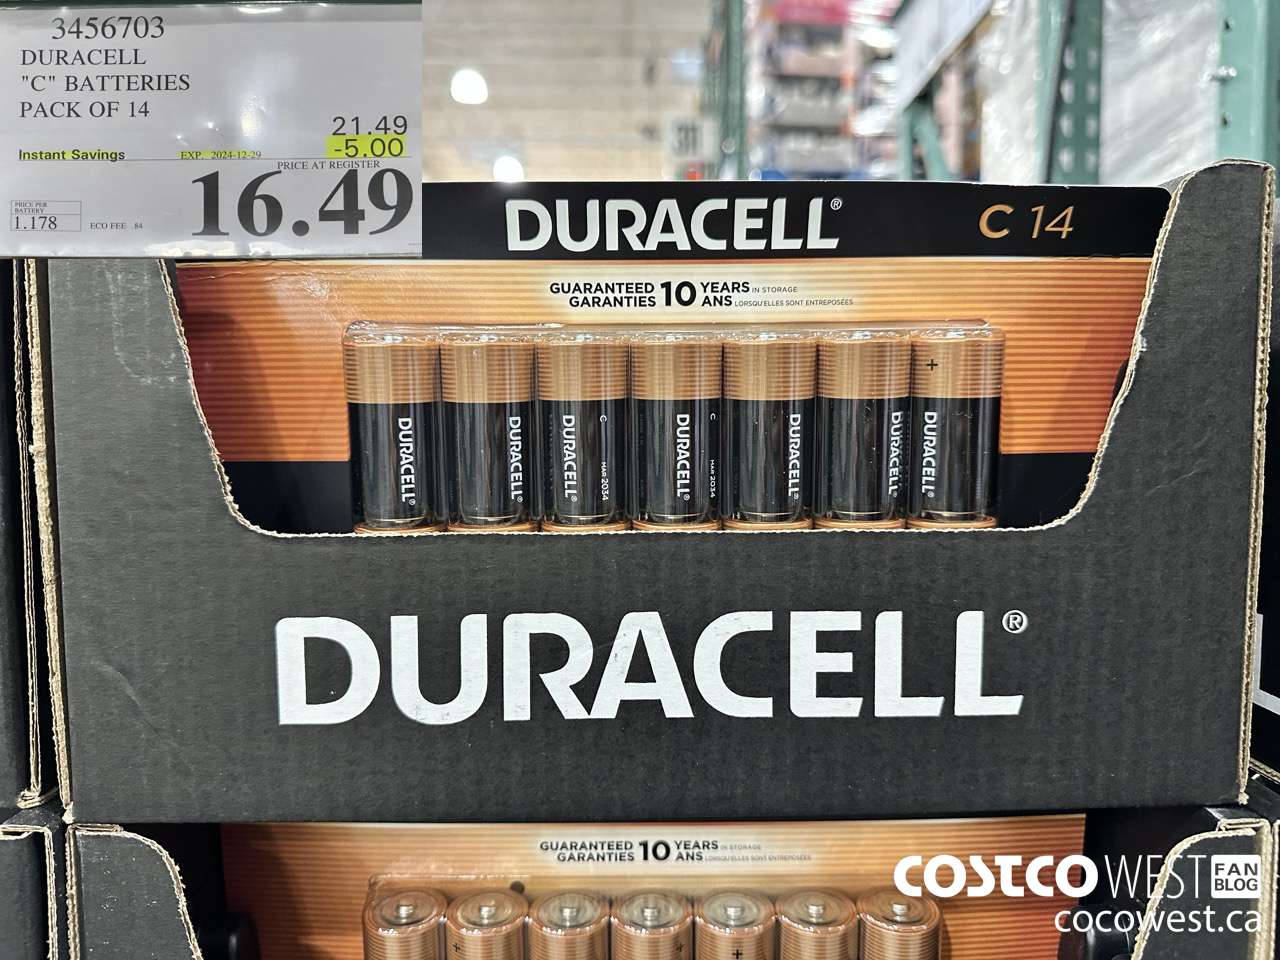 3456703
DURACELL
"C" BATTERIES
PACK OF 14
21.49
-5.00
Instant Savings EXP. 2024-12-29
PRICE AT REGISTER
16.49
PRICE PER
BATTERY
1.178
ECO FEE .84
31
DURACELL® C 14
GUARANTEED 10 YEARS IN STORAGE
GARANTIES ANS LORSQU'ELLES SONT ENTREPOSÉES
+
DURACELL®
DURACELL®
DURACELL® C MAR 2034
DURACELL® C MAR 2034
DURACELL®
DURACELL®
DURACELL®
DURACELL®
GUARANTEED 10 YEARS IN STORAGE
GARANTIES ANS LORSQU'ELLES SONT ENTREPOSÉES
+ + +
COSTCO WEST FAN BLOG
cocowest.ca